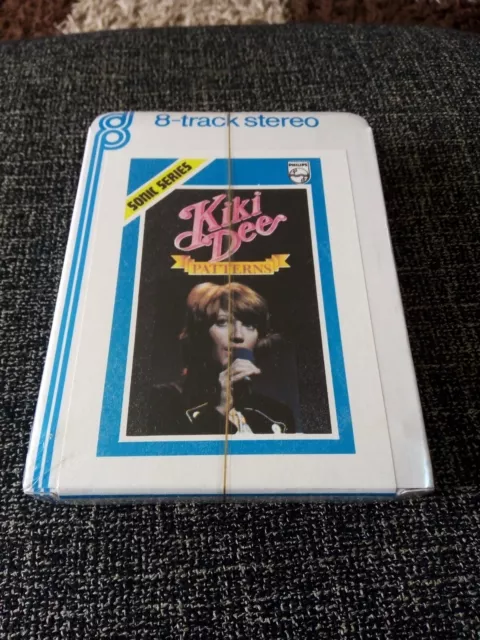 8-track stereo
SONIC SERIES
PHILIPS
Kiki
Dee
PATTERNS